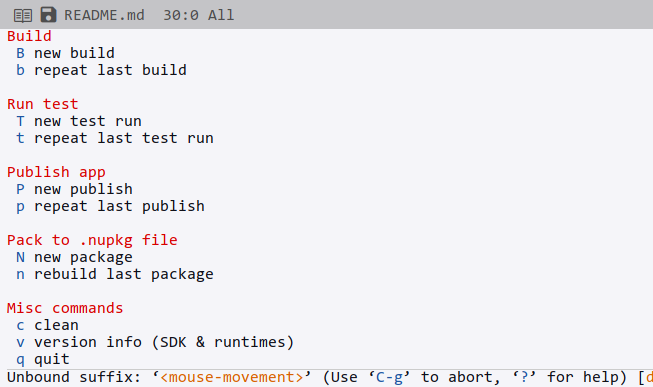 README.md 30:0 All
Build
B new build
b repeat last build
Run test
T new test run
t repeat last test run
Publish app
P new publish
p repeat last publish
Pack to .nupkg file
N new package
n rebuild last package
Misc commands
c clean
v version info (SDK & runtimes)
q quit
Unbound suffix: ‘<mouse-movement>’ (Use ‘C-g’ to abort, ‘?’ for help) [d